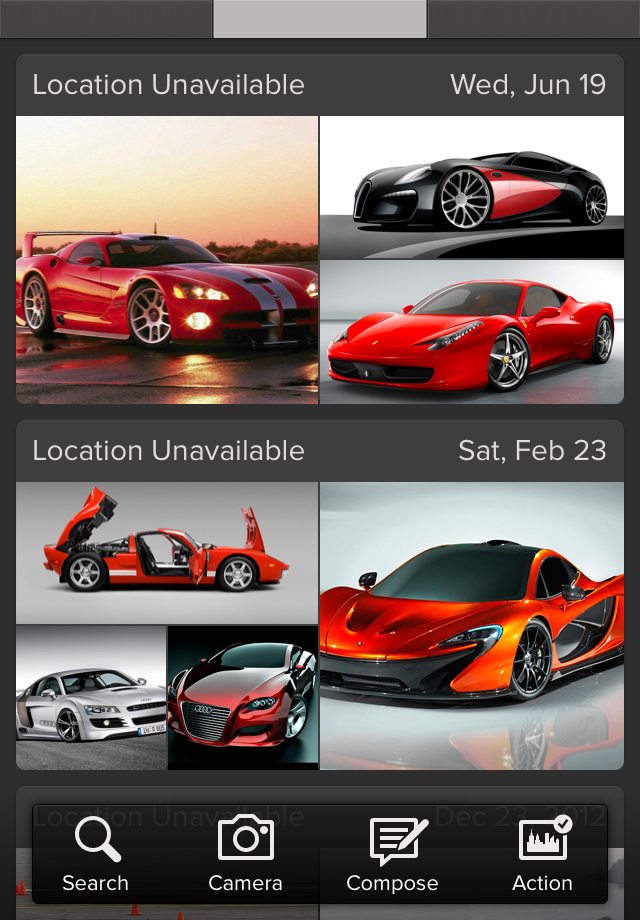 Location Unavailable
Wed, Jun 19
Location Unavailable
Sat, Feb 23
Location Unavailable
Dec 23, 2012
Search
Camera
Compose
Action